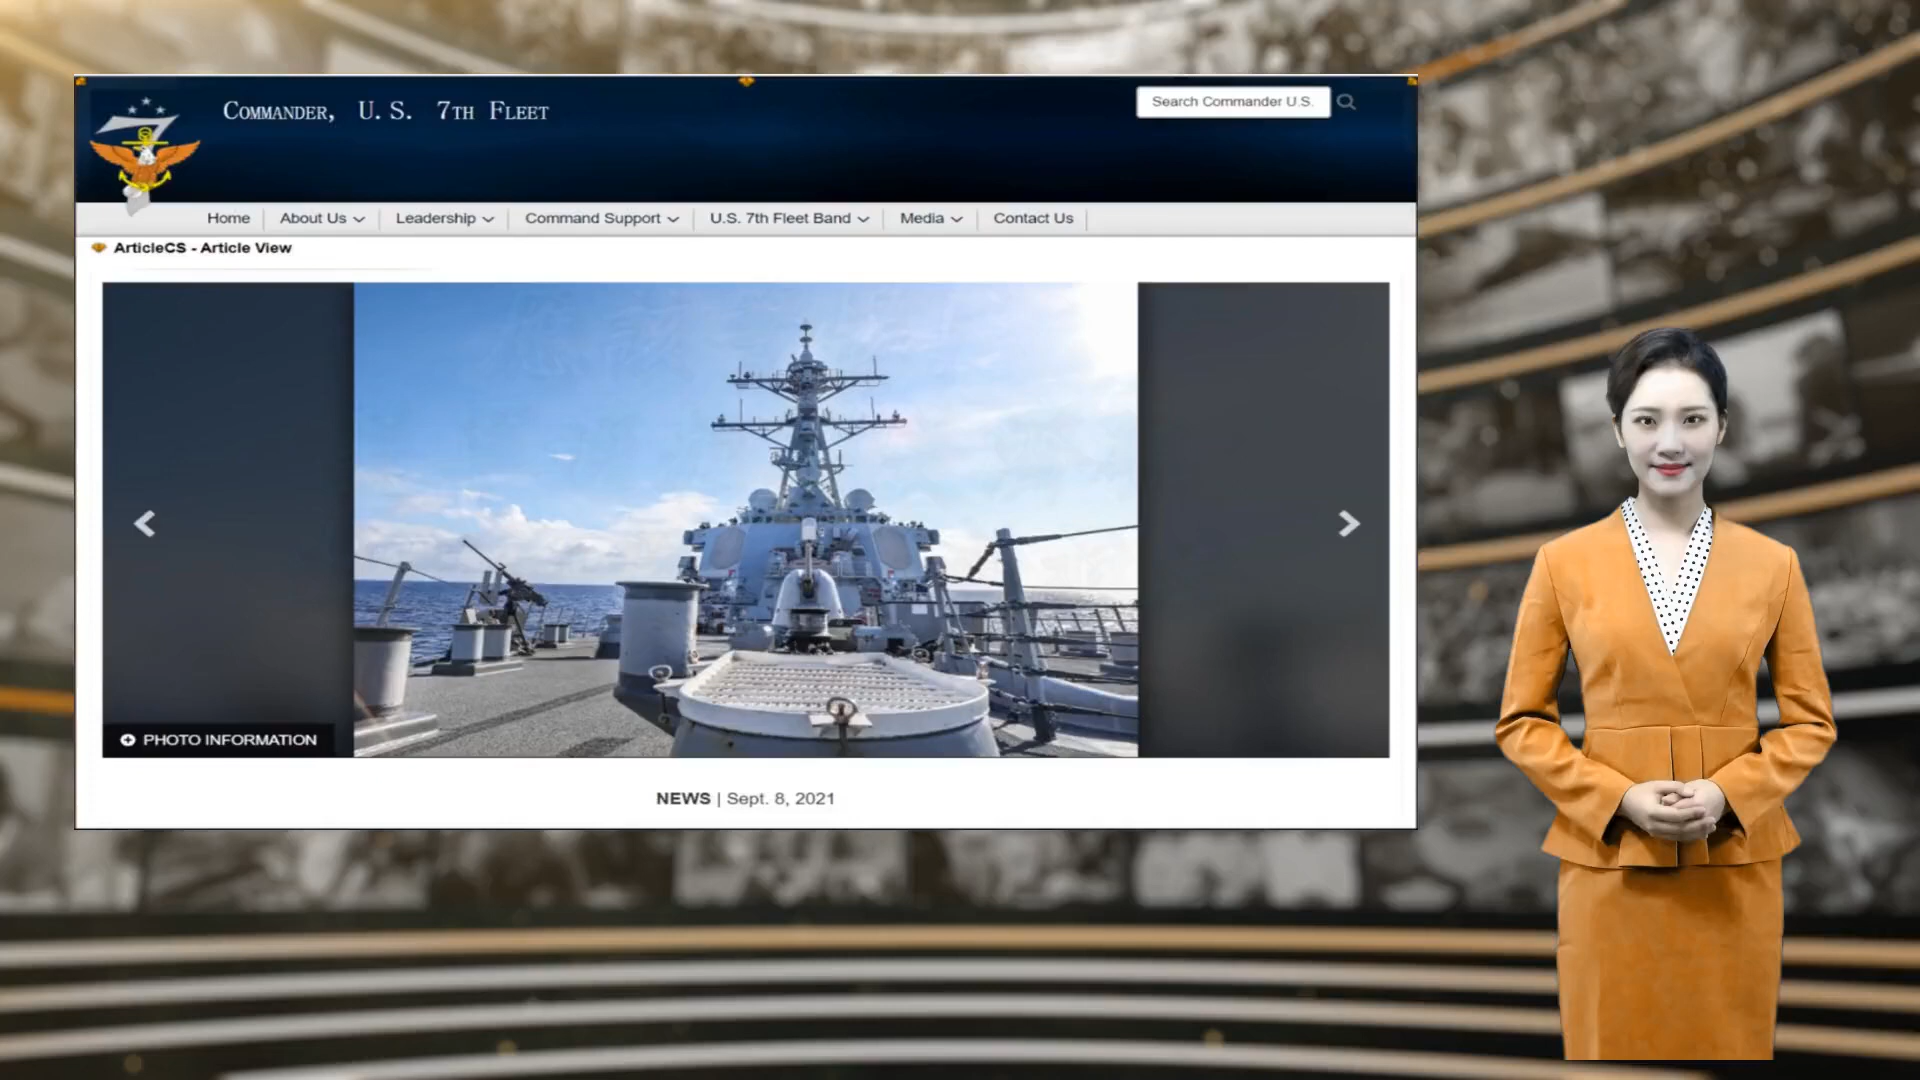 COMMANDER, U.S. 7TH FLEET
Search Commander U.S.
Home About Us Leadership Command Support U.S. 7th Fleet Band Media Contact Us
ArticleCS - Article View
PHOTO INFORMATION
NEWS | Sept. 8, 2021